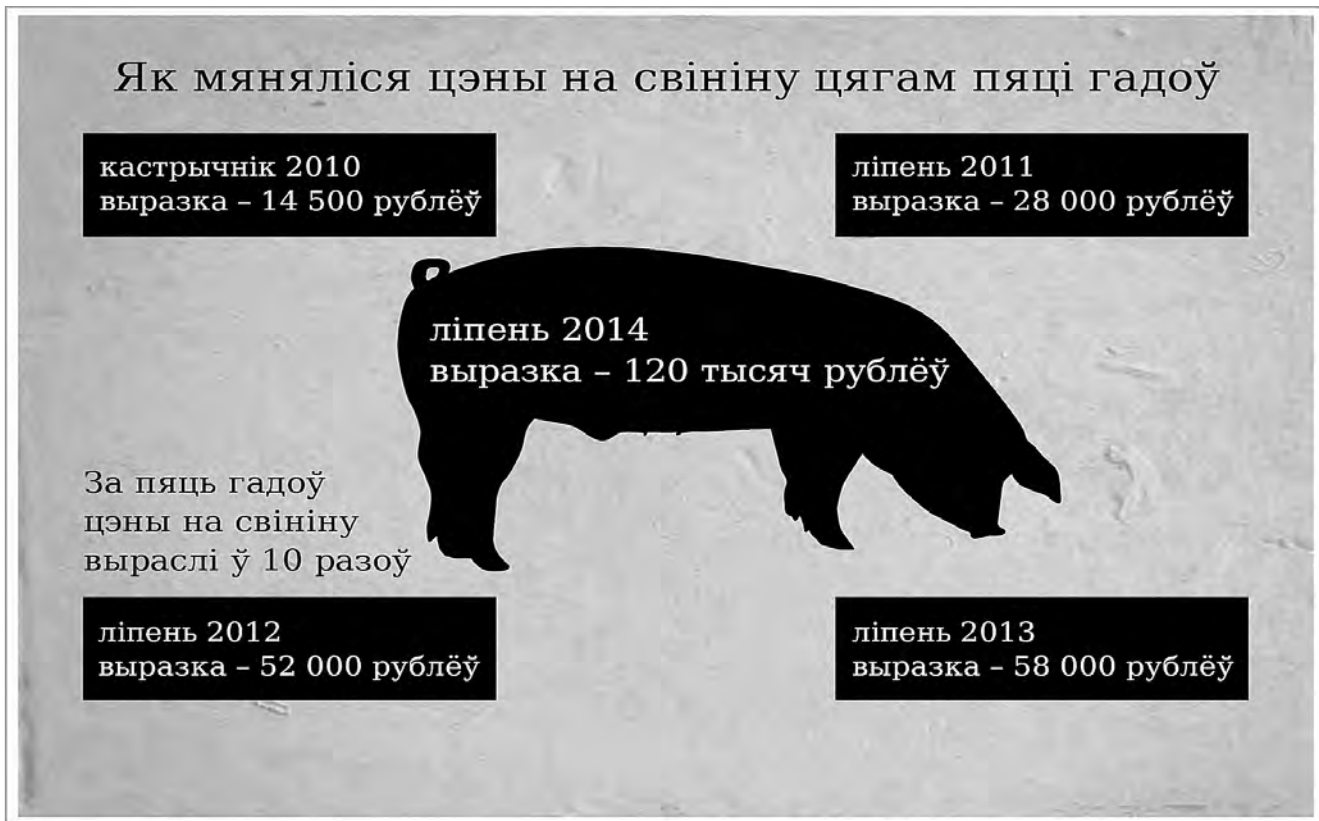 Як мяняліся цэны на свініну цягам пяці гадоў
кастрычнік 2010
выразка – 14 500 рублёў
ліпень 2011
выразка – 28 000 рублёў
ліпень 2014
выразка – 120 тысяч рублёў
За пяць гадоў
цэны на свініну
выраслі ў 10 разоў
ліпень 2012
выразка – 52 000 рублёў
ліпень 2013
выразка – 58 000 рублёў